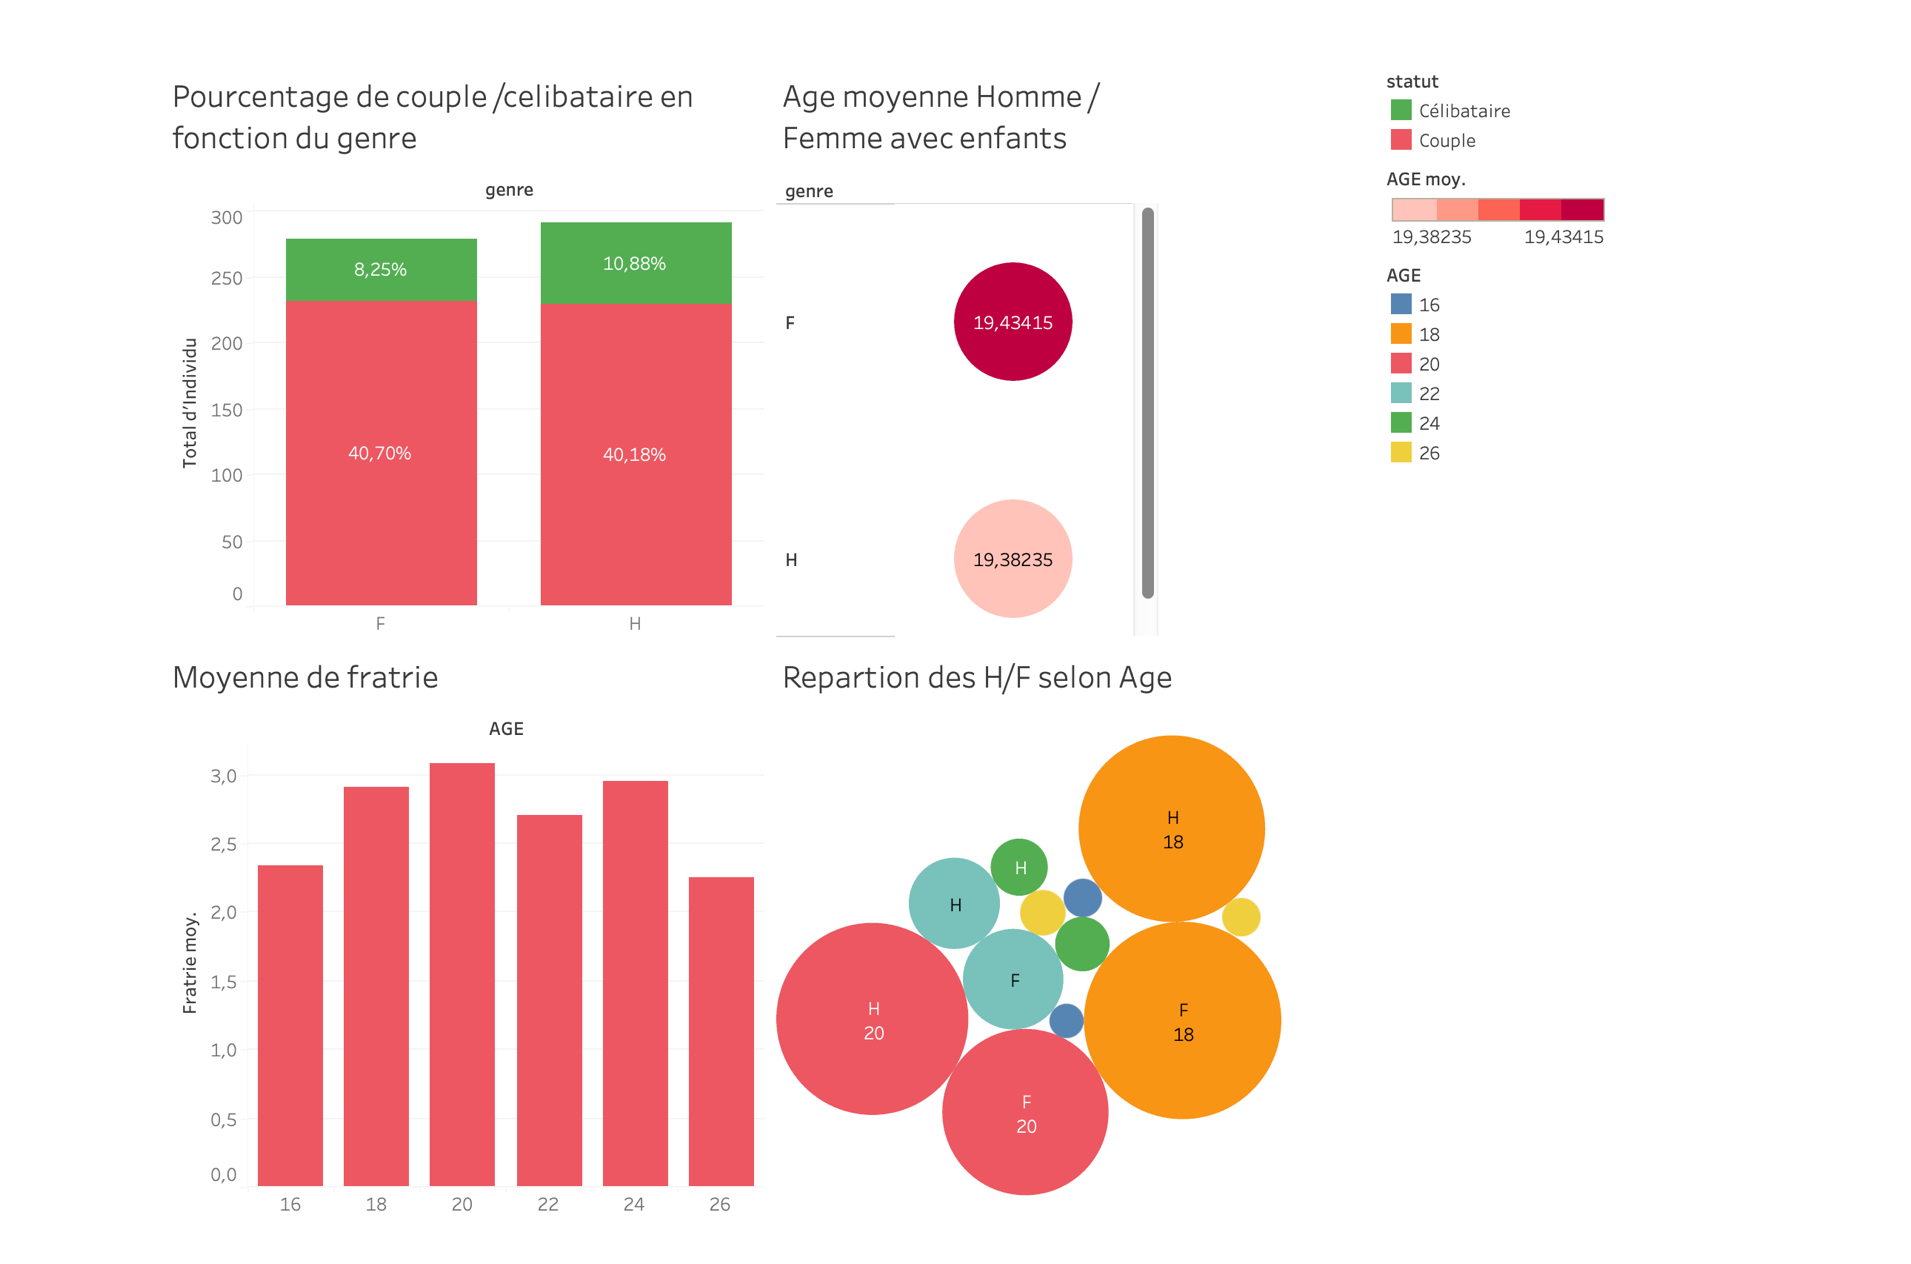 Pourcentage de couple /celibataire en
fonction du genre
genre
300
250
200
150
100
50
0
Total d'Individu
8,25%
10,88%
40,70%
40,18%
F
H
Age moyenne Homme /
Femme avec enfants
genre
F
19,43415
H
19,38235
statut
Célibataire
Couple
AGE moy.
19,38235
19,43415
AGE
16
18
20
22
24
26
Moyenne de fratrie
AGE
3,0
2,5
2,0
1,5
1,0
0,5
0,0
Fratrie moy.
16
18
20
22
24
26
Repartion des H/F selon Age
H
18
H
H
F
H
20
F
18
F
20